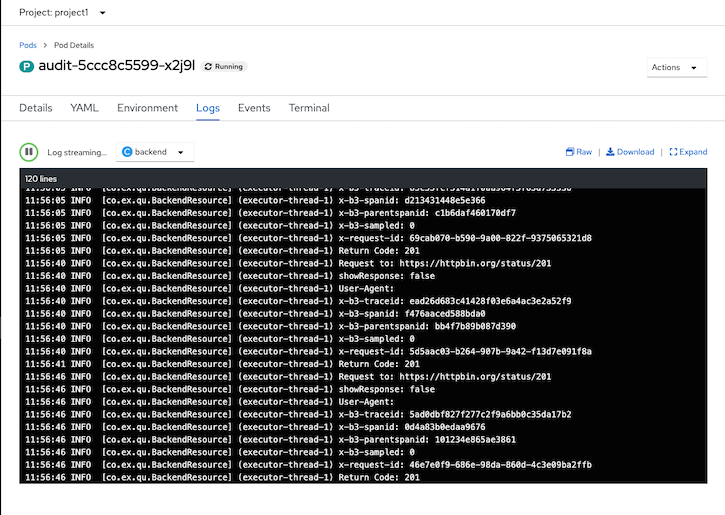 Project: project1
Pods > Pod Details
P audit-5ccc8c5599-x2j9l Running
Actions
Details YAML Environment Logs Events Terminal
Log streaming... C backend
Raw | Download | Expand
120 lines
11:56:05 INFO [co.ex.qu.BackendResource] (executor-thread-1) x-b3-traceid:
11:56:05 INFO [co.ex.qu.BackendResource] (executor-thread-1) x-b3-spanid: d213431448e5e366
11:56:05 INFO [co.ex.qu.BackendResource] (executor-thread-1) x-b3-parentspanid: c1b6daf460170df7
11:56:05 INFO [co.ex.qu.BackendResource] (executor-thread-1) x-b3-sampled: 0
11:56:05 INFO [co.ex.qu.BackendResource] (executor-thread-1) x-request-id: 69cab070-b590-9a00-822f-9375065321d8
11:56:05 INFO [co.ex.qu.BackendResource] (executor-thread-1) Return Code: 201
11:56:40 INFO [co.ex.qu.BackendResource] (executor-thread-1) Request to: https://httpbin.org/status/201
11:56:40 INFO [co.ex.qu.BackendResource] (executor-thread-1) showResponse: false
11:56:40 INFO [co.ex.qu.BackendResource] (executor-thread-1) User-Agent:
11:56:40 INFO [co.ex.qu.BackendResource] (executor-thread-1) x-b3-traceid: ead26d683c41428f03e6a4ac3e2a52f9
11:56:40 INFO [co.ex.qu.BackendResource] (executor-thread-1) x-b3-spanid: f476aaced588bda0
11:56:40 INFO [co.ex.qu.BackendResource] (executor-thread-1) x-b3-parentspanid: bb4f7b89b087d390
11:56:40 INFO [co.ex.qu.BackendResource] (executor-thread-1) x-b3-sampled: 0
11:56:40 INFO [co.ex.qu.BackendResource] (executor-thread-1) x-request-id: 5d5aac03-b264-907b-9a42-f13d7e091f8a
11:56:41 INFO [co.ex.qu.BackendResource] (executor-thread-1) Return Code: 201
11:56:46 INFO [co.ex.qu.BackendResource] (executor-thread-1) Request to: https://httpbin.org/status/201
11:56:46 INFO [co.ex.qu.BackendResource] (executor-thread-1) showResponse: false
11:56:46 INFO [co.ex.qu.BackendResource] (executor-thread-1) User-Agent:
11:56:46 INFO [co.ex.qu.BackendResource] (executor-thread-1) x-b3-traceid: 5ad0dbf827f277c2f9a6bb0c35da17b2
11:56:46 INFO [co.ex.qu.BackendResource] (executor-thread-1) x-b3-spanid: 0d4a83b0edaa9676
11:56:46 INFO [co.ex.qu.BackendResource] (executor-thread-1) x-b3-parentspanid: 101234e865ae3861
11:56:46 INFO [co.ex.qu.BackendResource] (executor-thread-1) x-b3-sampled: 0
11:56:46 INFO [co.ex.qu.BackendResource] (executor-thread-1) x-request-id: 46e7e0f9-686e-98da-860d-4c3e09ba2ffb
11:56:46 INFO [co.ex.qu.BackendResource] (executor-thread-1) Return Code: 201